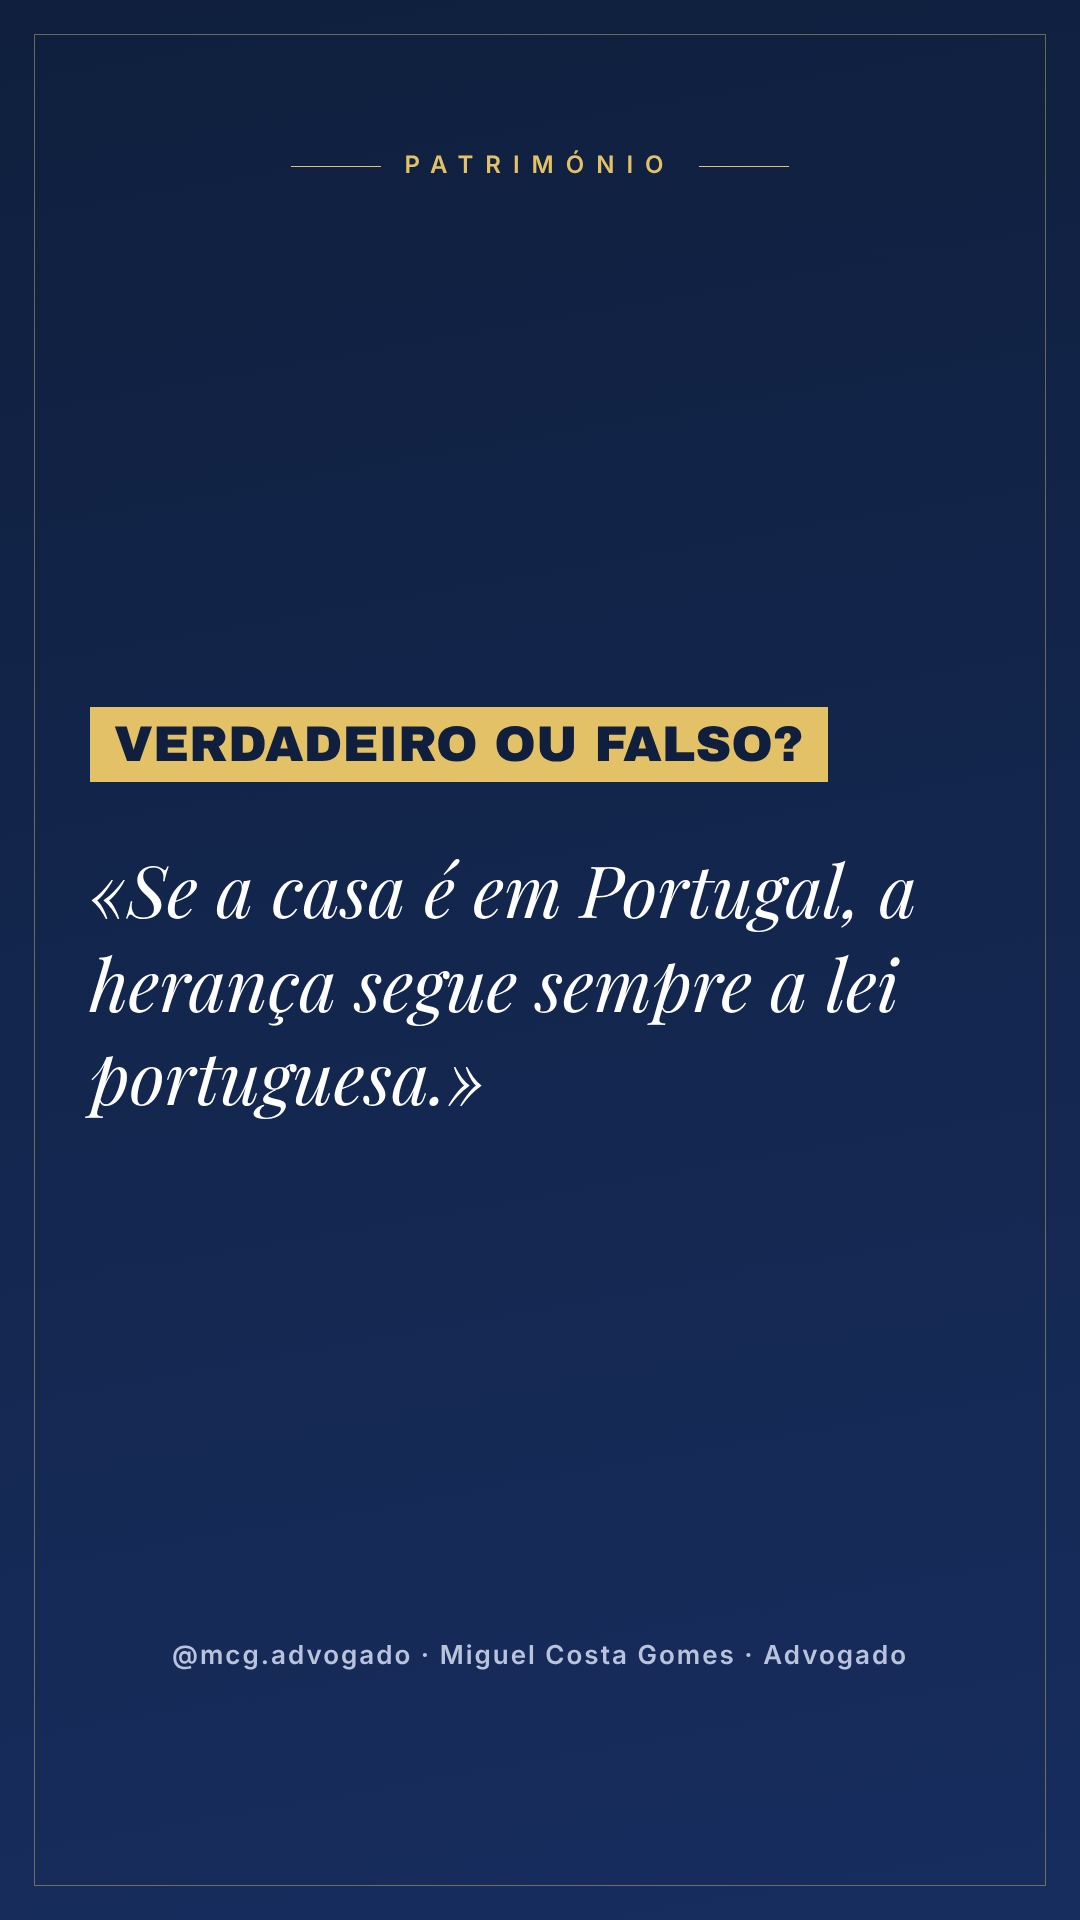 PATRIMÓNIO
VERDADEIRO OU FALSO?
«Se a casa é em Portugal, a
herança segue sempre a lei
portuguesa.»
@mcg.advogado · Miguel Costa Gomes · Advogado